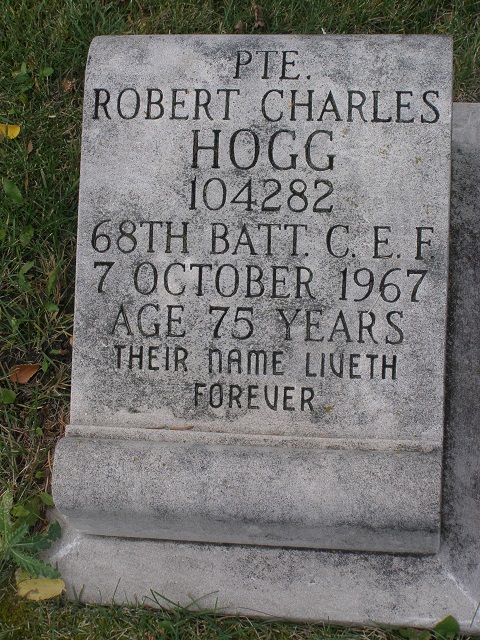 PTE.
ROBERT CHARLES
HOGG
104282
68TH BATT. C. E. F
7 OCTOBER 1967
AGE 75 YEARS
THEIR NAME LIVETH
FOREVER